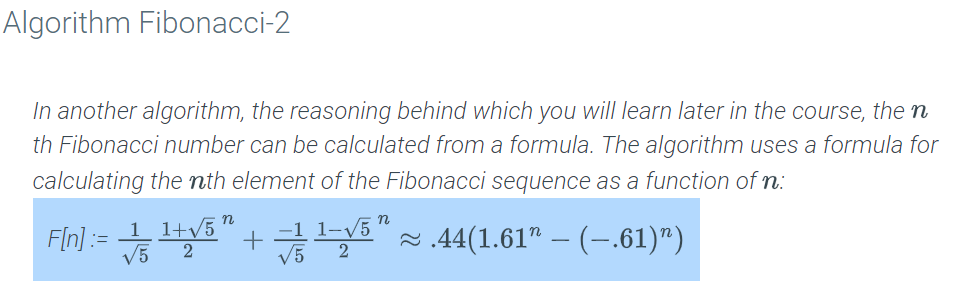 Algorithm Fibonacci-2
In another algorithm, the reasoning behind which you will learn later in the course, the n
th Fibonacci number can be calculated from a formula. The algorithm uses a formula for
calculating the nth element of the Fibonacci sequence as a function of n:
F[n] := \frac{1}{\sqrt{5}} \frac{1+\sqrt{5}}{2}^n + \frac{-1}{\sqrt{5}} \frac{1-\sqrt{5}}{2}^n ≈ .44(1.61^n − (−.61)^n)